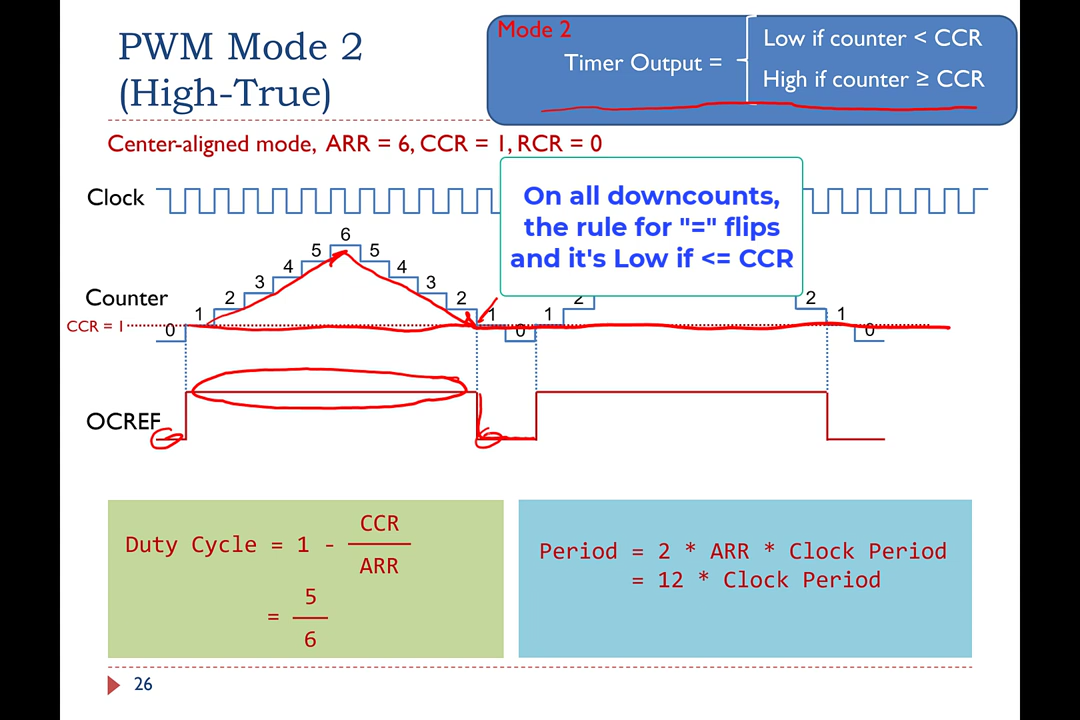 PWM Mode 2
(High-True)
Mode 2
Timer Output =
Low if counter < CCR
High if counter ≥ CCR
Center-aligned mode, ARR = 6, CCR = 1, RCR = 0
On all downcounts,
the rule for "=" flips
and it's Low if <= CCR
Clock
Counter
CCR = 1
0 1 2 3 4 5 6 5 4 3 2 1 0 1 2 2 1 0
OCREF
Duty Cycle = 1 - CCR
ARR
= 5
6
Period = 2 * ARR * Clock Period
= 12 * Clock Period
26